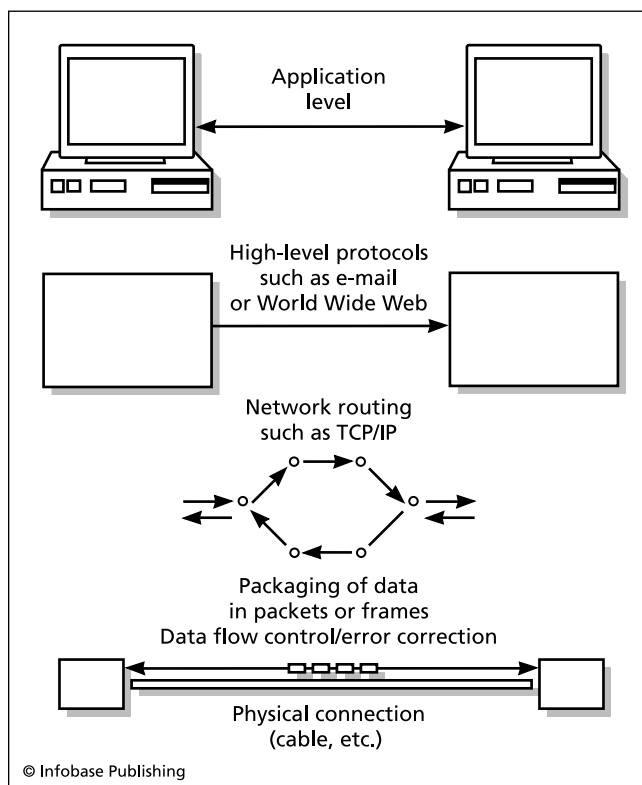 Application
level
High-level protocols
such as e-mail
or World Wide Web
Network routing
such as TCP/IP
Packaging of data
in packets or frames
Data flow control/error correction
Physical connection
(cable, etc.)
© Infobase Publishing